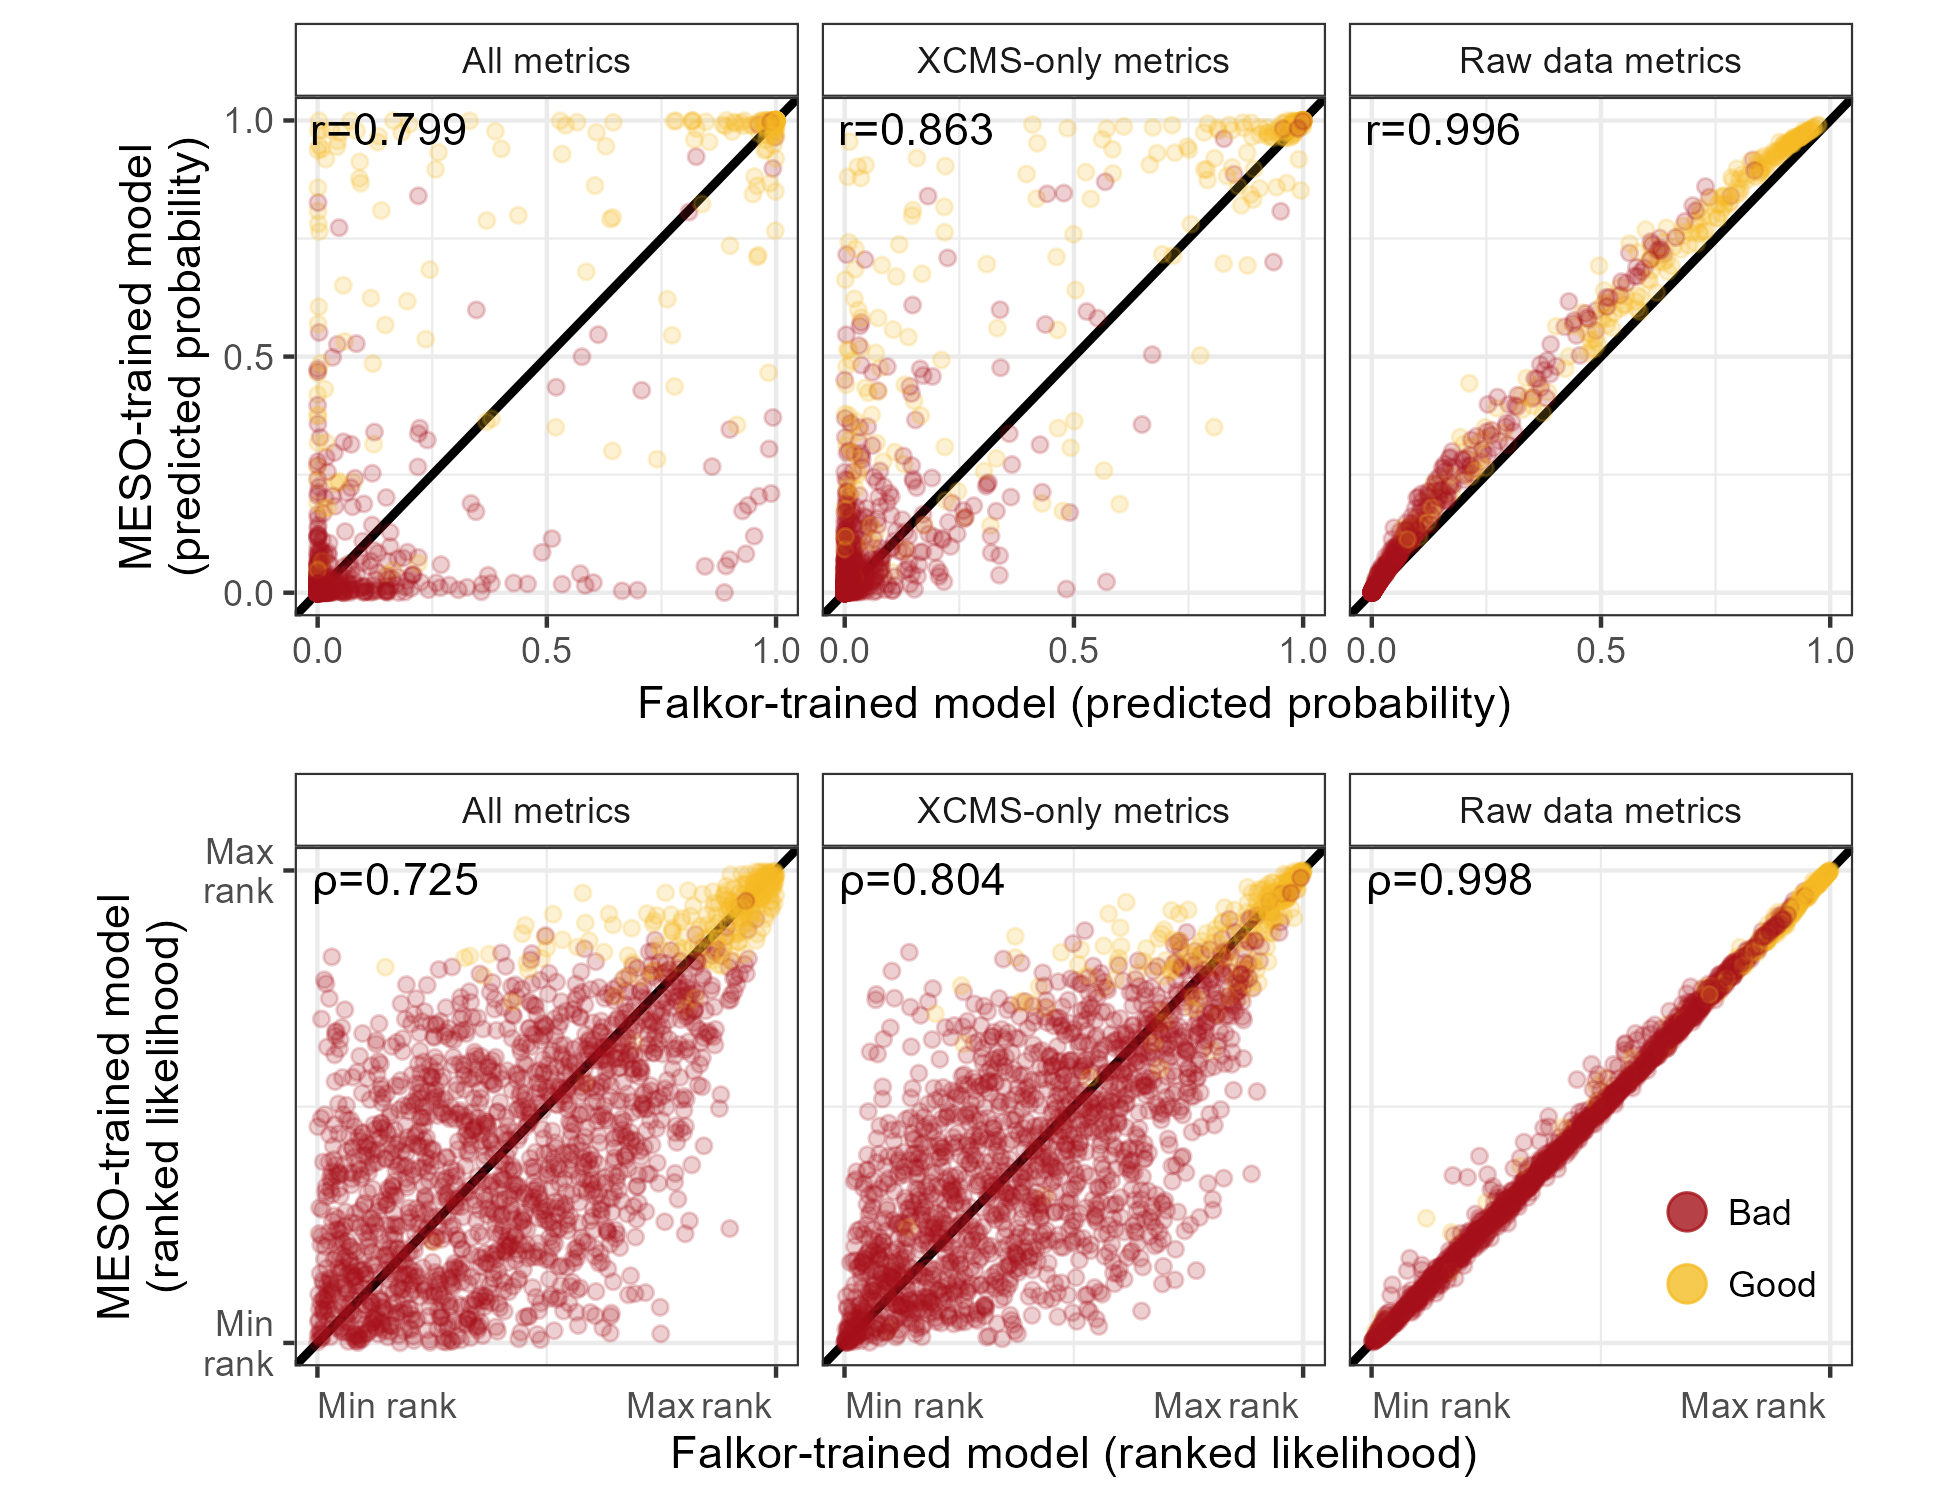 All metrics
XCMS-only metrics
Raw data metrics
MESO-trained model
(predicted probability)
1.0
0.5
0.0
r=0.799
r=0.863
r=0.996
0.0 0.5 1.0
0.0 0.5 1.0
0.0 0.5 1.0
Falkor-trained model (predicted probability)
All metrics
XCMS-only metrics
Raw data metrics
MESO-trained model
(ranked likelihood)
Max
rank
Min
rank
ρ=0.725
ρ=0.804
ρ=0.998
Bad
Good
Min rank Max rank
Min rank Max rank
Min rank Max rank
Falkor-trained model (ranked likelihood)